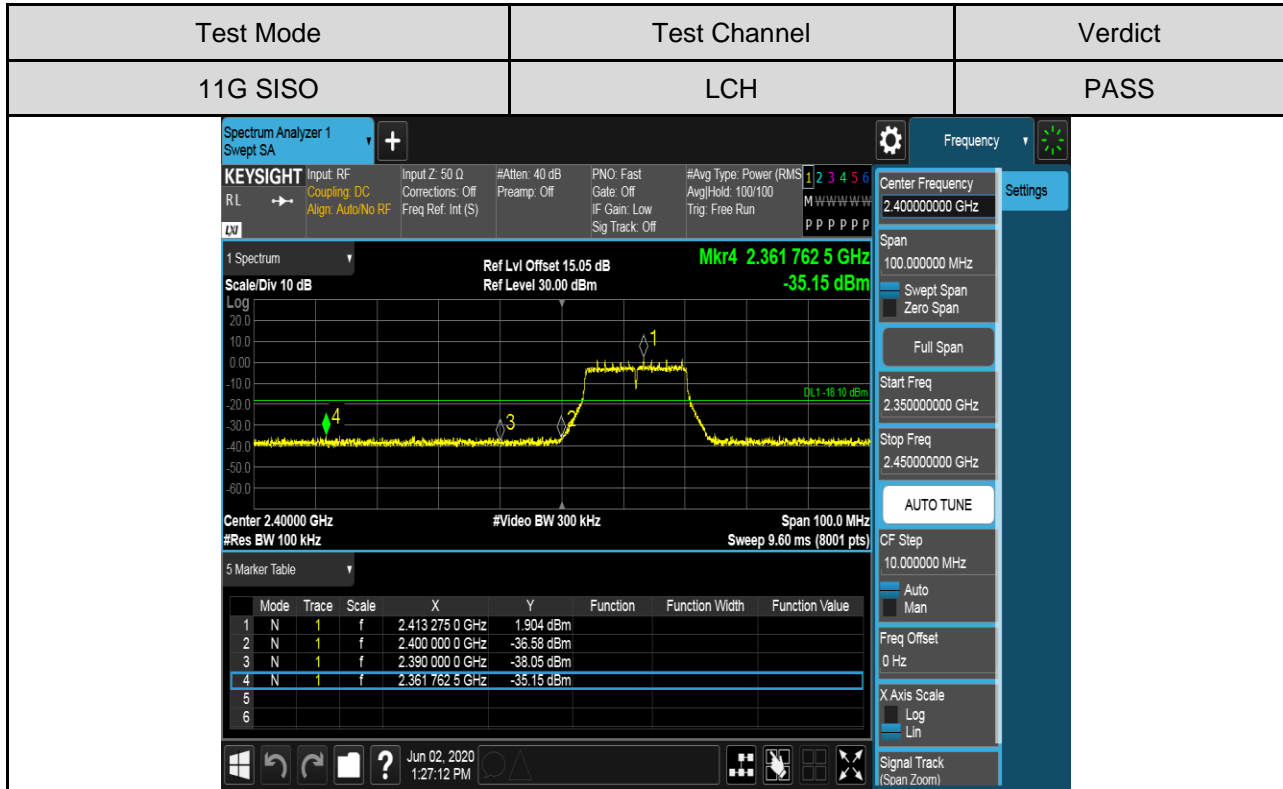 Test Mode Test Channel Verdict
11G SISO LCH PASS
Spectrum Analyzer 1
Swept SA
+
Frequency
KEYSIGHT Input: RF Input Z: 50 Ω #Atten: 40 dB PNO: Fast #Avg Type: Power (RMS 1 2 3 4 5 6
RL Coupling: DC Corrections: Off Preamp: Off Gate: Off Avg|Hold: 100/100 M W W W W W
Align: Auto/No RF Freq Ref: Int (S) IF Gain: Low Trig: Free Run
LXI Sig Track: Off P P P P P P
Center Frequency
2.400000000 GHz
Settings
1 Spectrum Ref Lvl Offset 15.05 dB Mkr4 2.361 762 5 GHz
Scale/Div 10 dB Ref Level 30.00 dBm -35.15 dBm
Log
20.0
10.0
0.00
-10.0
-20.0
-30.0
-40.0
-50.0
-60.0
1
DL1 -18.10 dBm
4
3
2
Center 2.40000 GHz #Video BW 300 kHz Span 100.0 MHz
#Res BW 100 kHz Sweep 9.60 ms (8001 pts)
Span
100.000000 MHz
Swept Span
Zero Span
Full Span
Start Freq
2.350000000 GHz
Stop Freq
2.450000000 GHz
AUTO TUNE
CF Step
10.000000 MHz
Auto
Man
Freq Offset
0 Hz
X Axis Scale
Log
Lin
Signal Track
(Span Zoom)
5 Marker Table
Mode Trace Scale X Y Function Function Width Function Value
1 N 1 f 2.413 275 0 GHz 1.904 dBm
2 N 1 f 2.400 000 0 GHz -36.58 dBm
3 N 1 f 2.390 000 0 GHz -38.05 dBm
4 N 1 f 2.361 762 5 GHz -35.15 dBm
5
6
?
Jun 02, 2020
1:27:12 PM